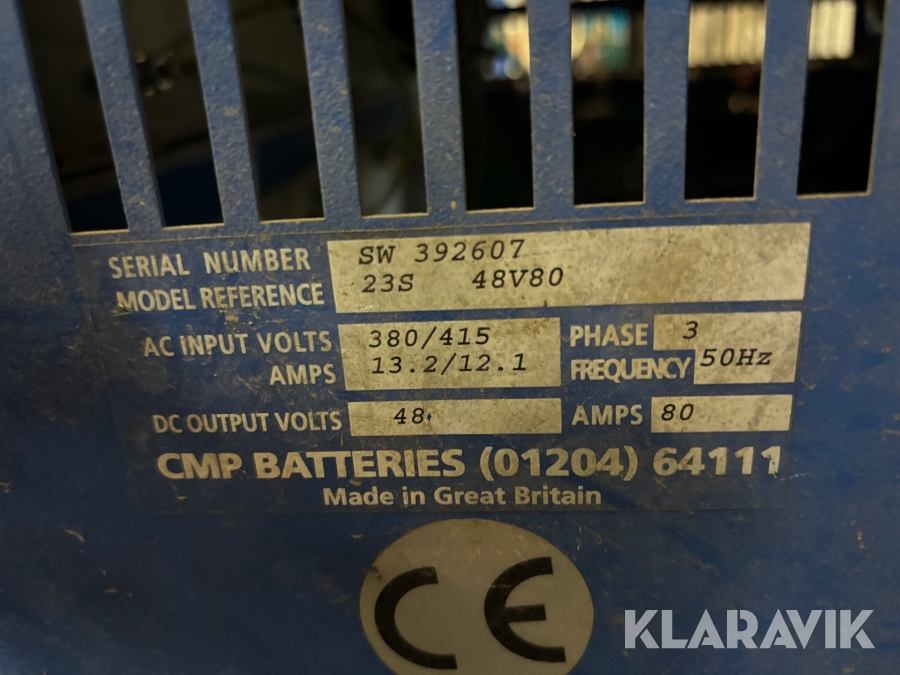 SERIAL NUMBER SW 392607
MODEL REFERENCE 23S 48V80
AC INPUT VOLTS 380/415 PHASE 3
AMPS 13.2/12.1 FREQUENCY 50Hz
DC OUTPUT VOLTS 48 AMPS 80
CMP BATTERIES (01204) 64111
Made in Great Britain
CE
KLARAVIK